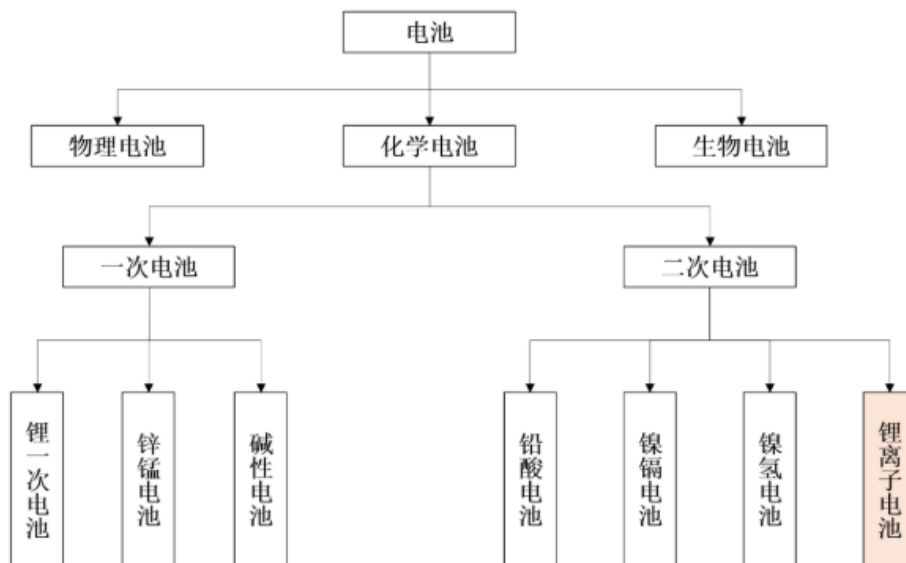 电池
物理电池
化学电池
生物电池
一次电池
二次电池
锂一次电池
锌锰电池
碱性电池
铅酸电池
镍镉电池
镍氢电池
锂离子电池